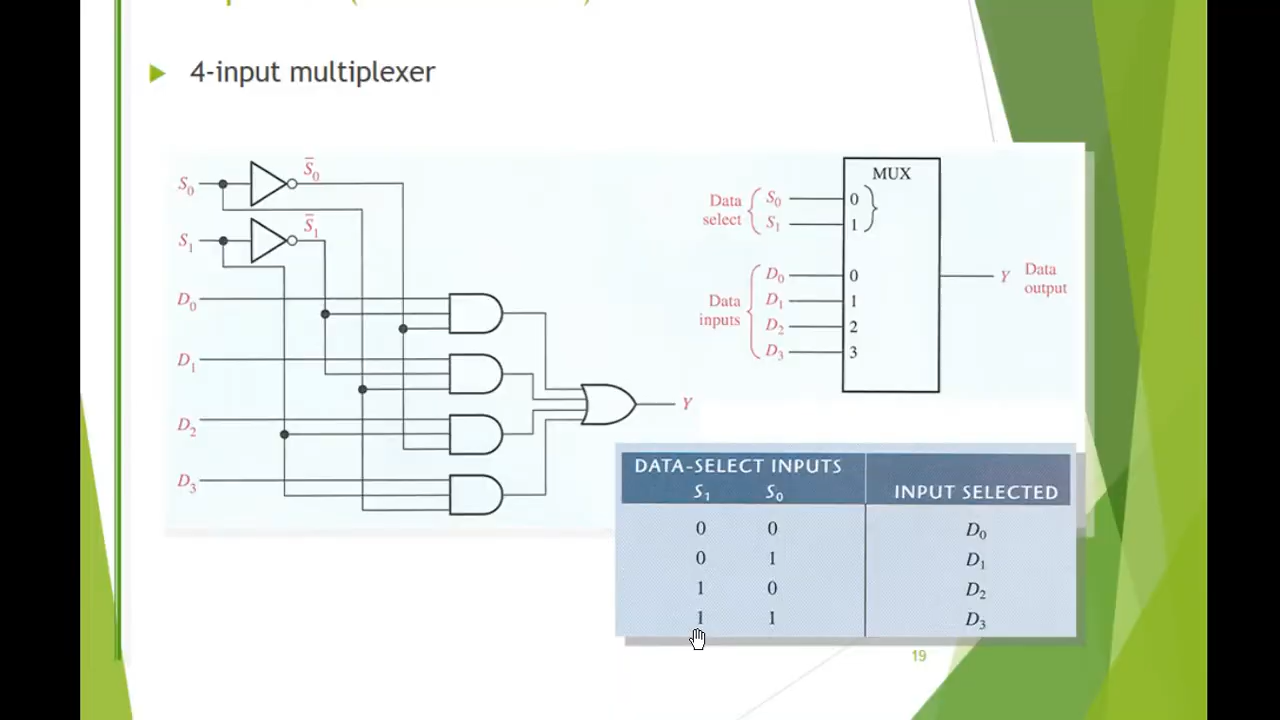 4-input multiplexer
S₀
S̅₀
S₁
S̅₁
D₀
D₁
D₂
D₃
Y
MUX
Data
select
S₀
S₁
0
1
Data
inputs
D₀
D₁
D₂
D₃
0
1
2
3
Y
Data
output
DATA-SELECT INPUTS
S₁ S₀ INPUT SELECTED
0 0 D₀
0 1 D₁
1 0 D₂
1 1 D₃
19